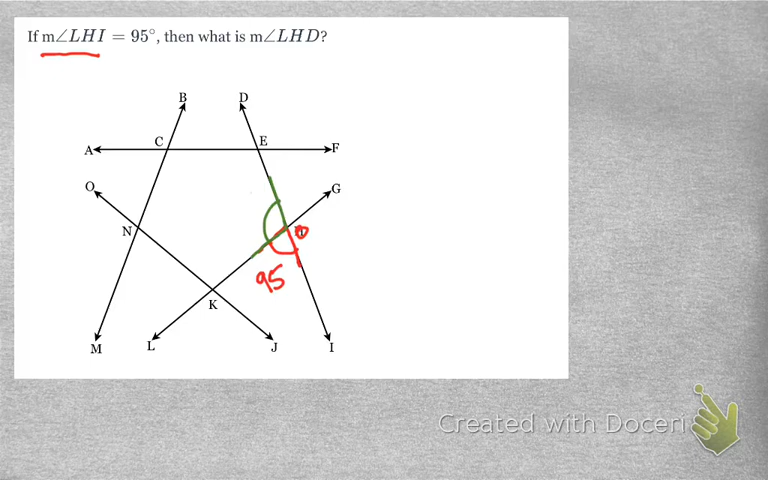 If m∠LHI = 95°, then what is m∠LHD?
B
D
A
C
E
F
O
G
N
95
K
M
L
J
I
Created with Doceri